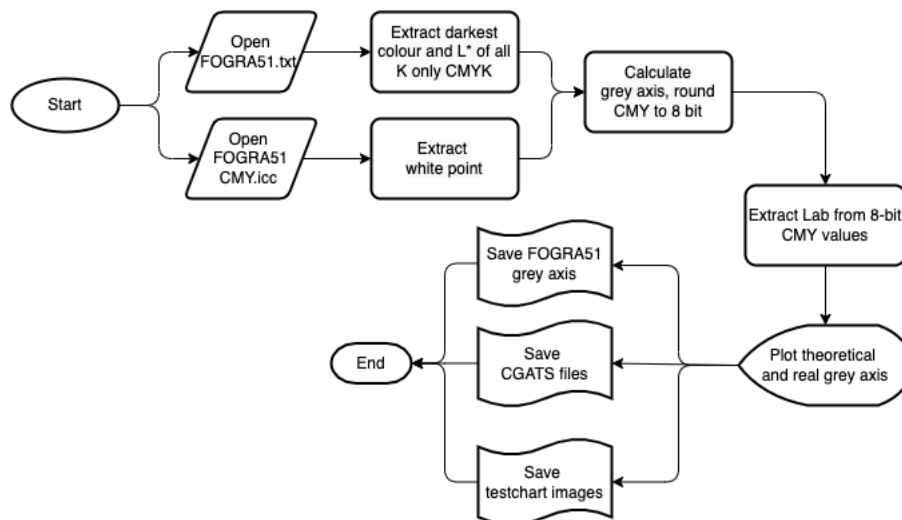 Start
Open
FOGRA51.txt
Extract darkest
colour and L* of all
K only CMYK
Open
FOGRA51
CMY.icc
Extract
white point
Calculate
grey axis, round
CMY to 8 bit
Extract Lab from 8-bit
CMY values
Plot theoretical
and real grey axis
Save FOGRA51
grey axis
Save
CGATS files
Save
testchart images
End